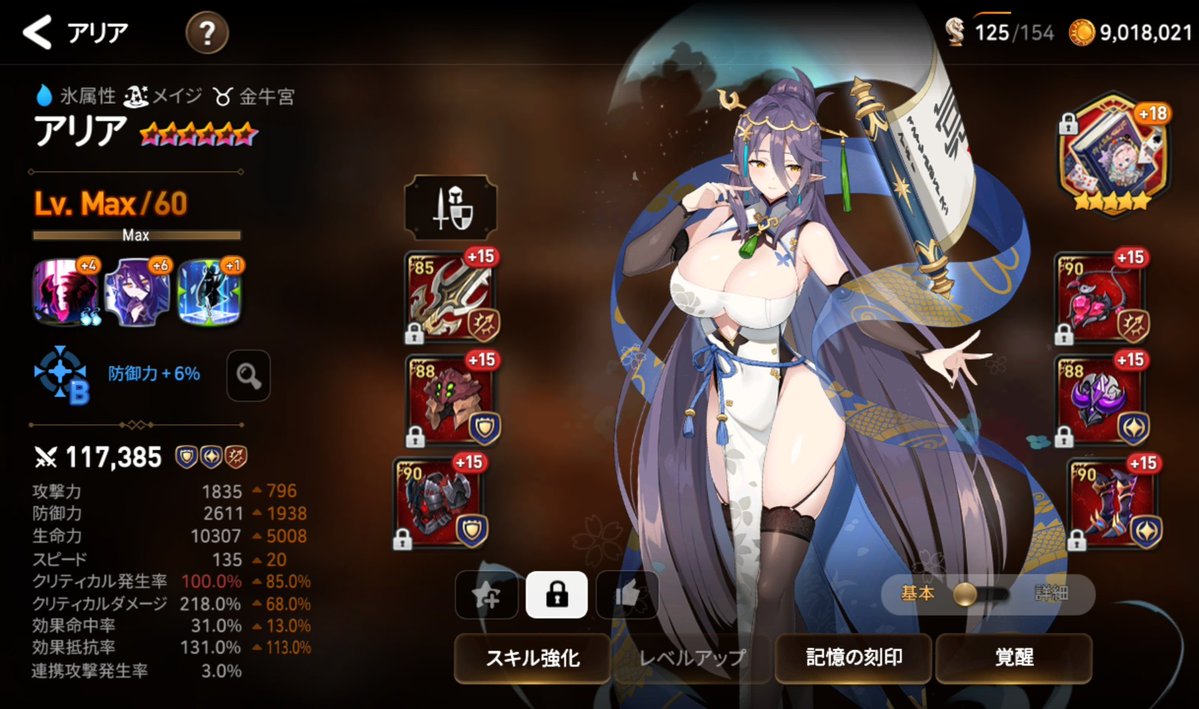 アリア
?
125/154
9,018,021
氷属性 メイジ 金牛宮
アリア
Lv. Max/60
Max
+4 +6 +1
B 防御力+6%
117,385
攻撃力 1835 796
防御力 2611 1938
生命力 10307 5008
スピード 135 20
クリティカル発生率 100.0% 85.0%
クリティカルダメージ 218.0% 68.0%
効果命中率 31.0% 13.0%
効果抵抗率 131.0% 113.0%
連携攻撃発生率 3.0%
85 +15
88 +15
90 +15
+18
90 +15
88 +15
90 +15
基本 詳細
スキル強化
レベルアップ
記憶の刻印
覚醒